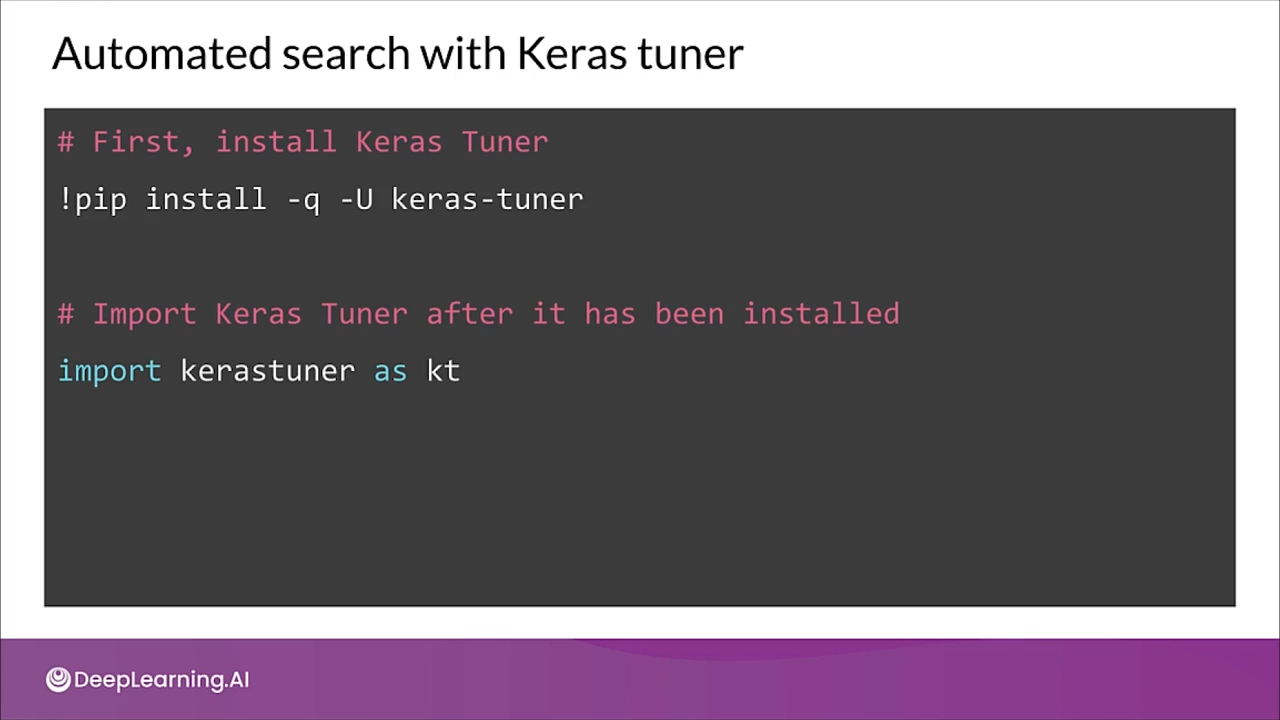 Automated search with Keras tuner
# First, install Keras Tuner
!pip install -q -U keras-tuner
# Import Keras Tuner after it has been installed
import kerastuner as kt
DeepLearning.AI